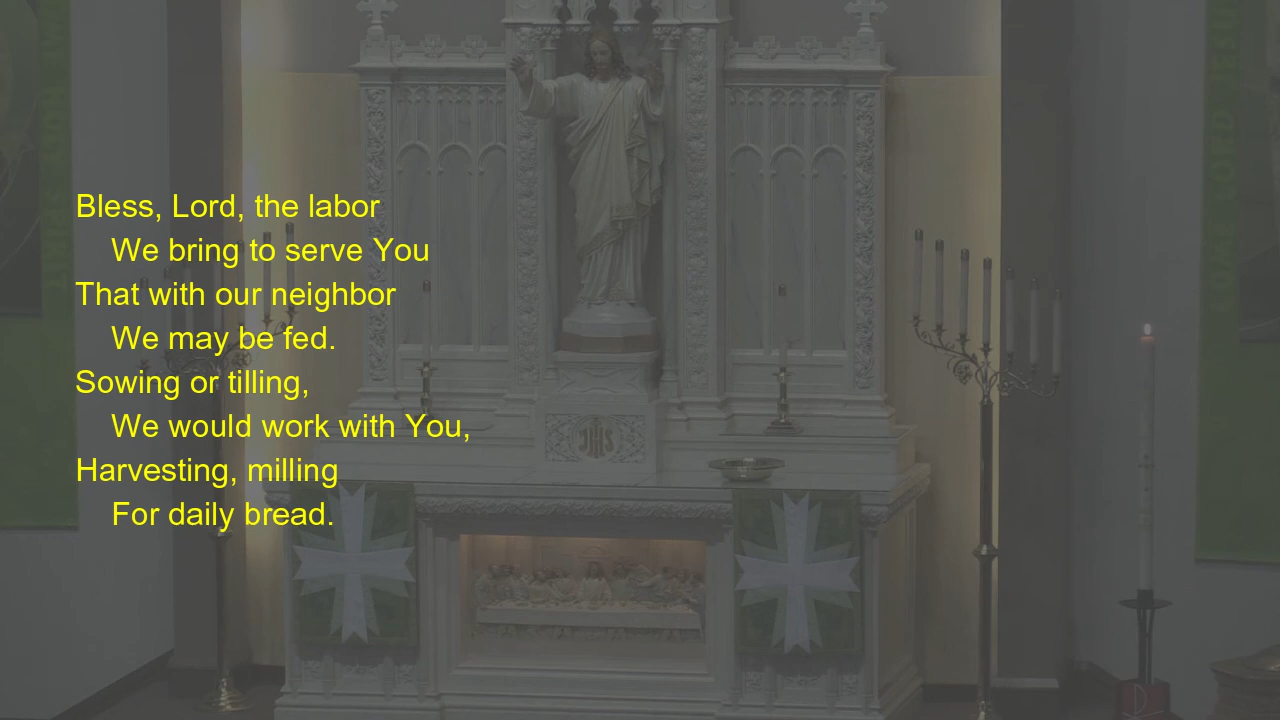 Bless, Lord, the labor
We bring to serve You
That with our neighbor
We may be fed.
Sowing or tilling,
We would work with You,
Harvesting, milling
For daily bread.
IHS